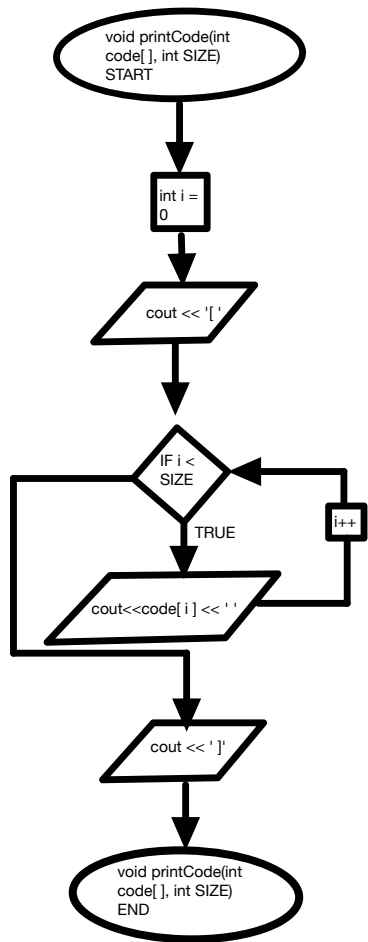 void printCode(int
code[ ], int SIZE)
START
int i =
0
cout << '[ '
IF i <
SIZE
TRUE
i++
cout<<code[ i ] << ' '
cout << ' ]'
void printCode(int
code[ ], int SIZE)
END